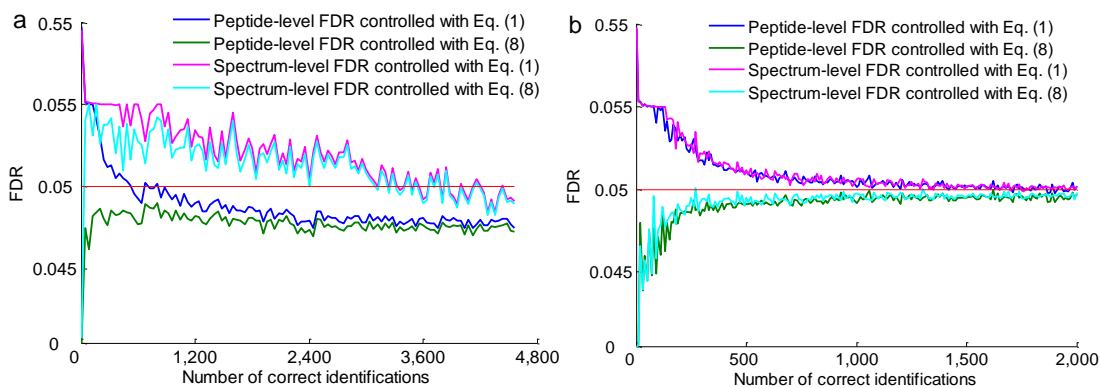 a
0.55
0.055
0.05
0.045
0
FDR
Peptide-level FDR controlled with Eq. (1)
Peptide-level FDR controlled with Eq. (8)
Spectrum-level FDR controlled with Eq. (1)
Spectrum-level FDR controlled with Eq. (8)
0 1,200 2,400 3,600 4,800
Number of correct identifications
b
0.55
0.055
0.05
0.045
0
FDR
Peptide-level FDR controlled with Eq. (1)
Peptide-level FDR controlled with Eq. (8)
Spectrum-level FDR controlled with Eq. (1)
Spectrum-level FDR controlled with Eq. (8)
0 500 1,000 1,500 2,000
Number of correct identifications